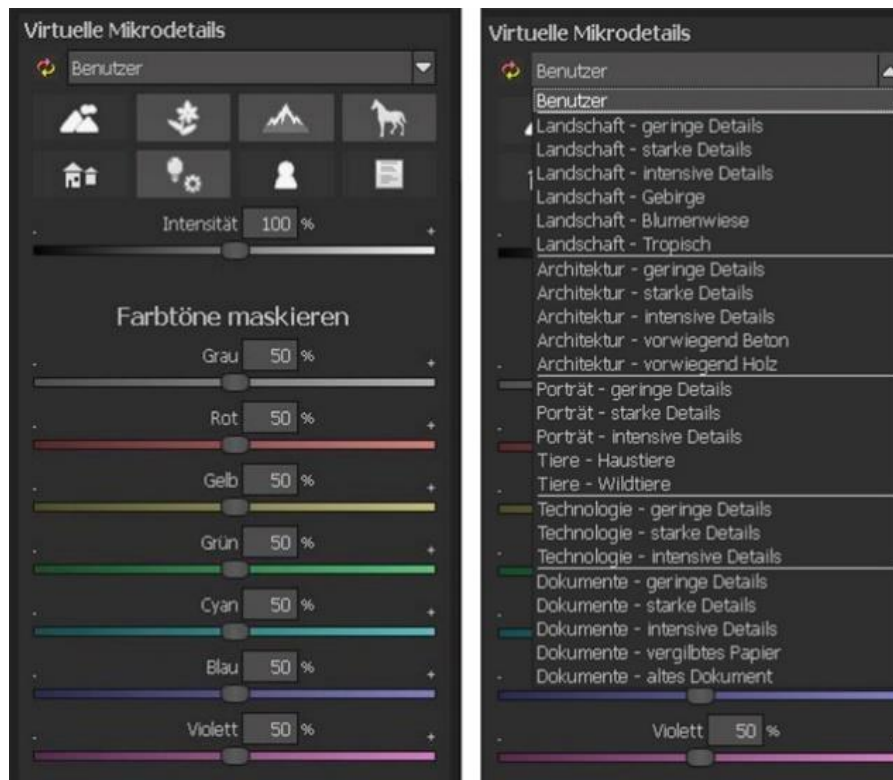 Virtuelle Mikrodetails
Benutzer
Intensität 100 %
- +
Farbtöne maskieren
Grau 50 %
- +
Rot 50 %
- +
Gelb 50 %
- +
Grün 50 %
- +
Cyan 50 %
- +
Blau 50 %
- +
Violett 50 %
- +
Virtuelle Mikrodetails
Benutzer
Benutzer
Landschaft - geringe Details
Landschaft - starke Details
Landschaft - intensive Details
Landschaft - Gebirge
Landschaft - Blumenwiese
Landschaft - Tropisch
Architektur - geringe Details
Architektur - starke Details
Architektur - intensive Details
Architektur - vorwiegend Beton
Architektur - vorwiegend Holz
Porträt - geringe Details
Porträt - starke Details
Porträt - intensive Details
Tiere - Haustiere
Tiere - Wildtiere
Technologie - geringe Details
Technologie - starke Details
Technologie - intensive Details
Dokumente - geringe Details
Dokumente - starke Details
Dokumente - intensive Details
Dokumente - vergilbtes Papier
Dokumente - altes Dokument
Violett 50 %